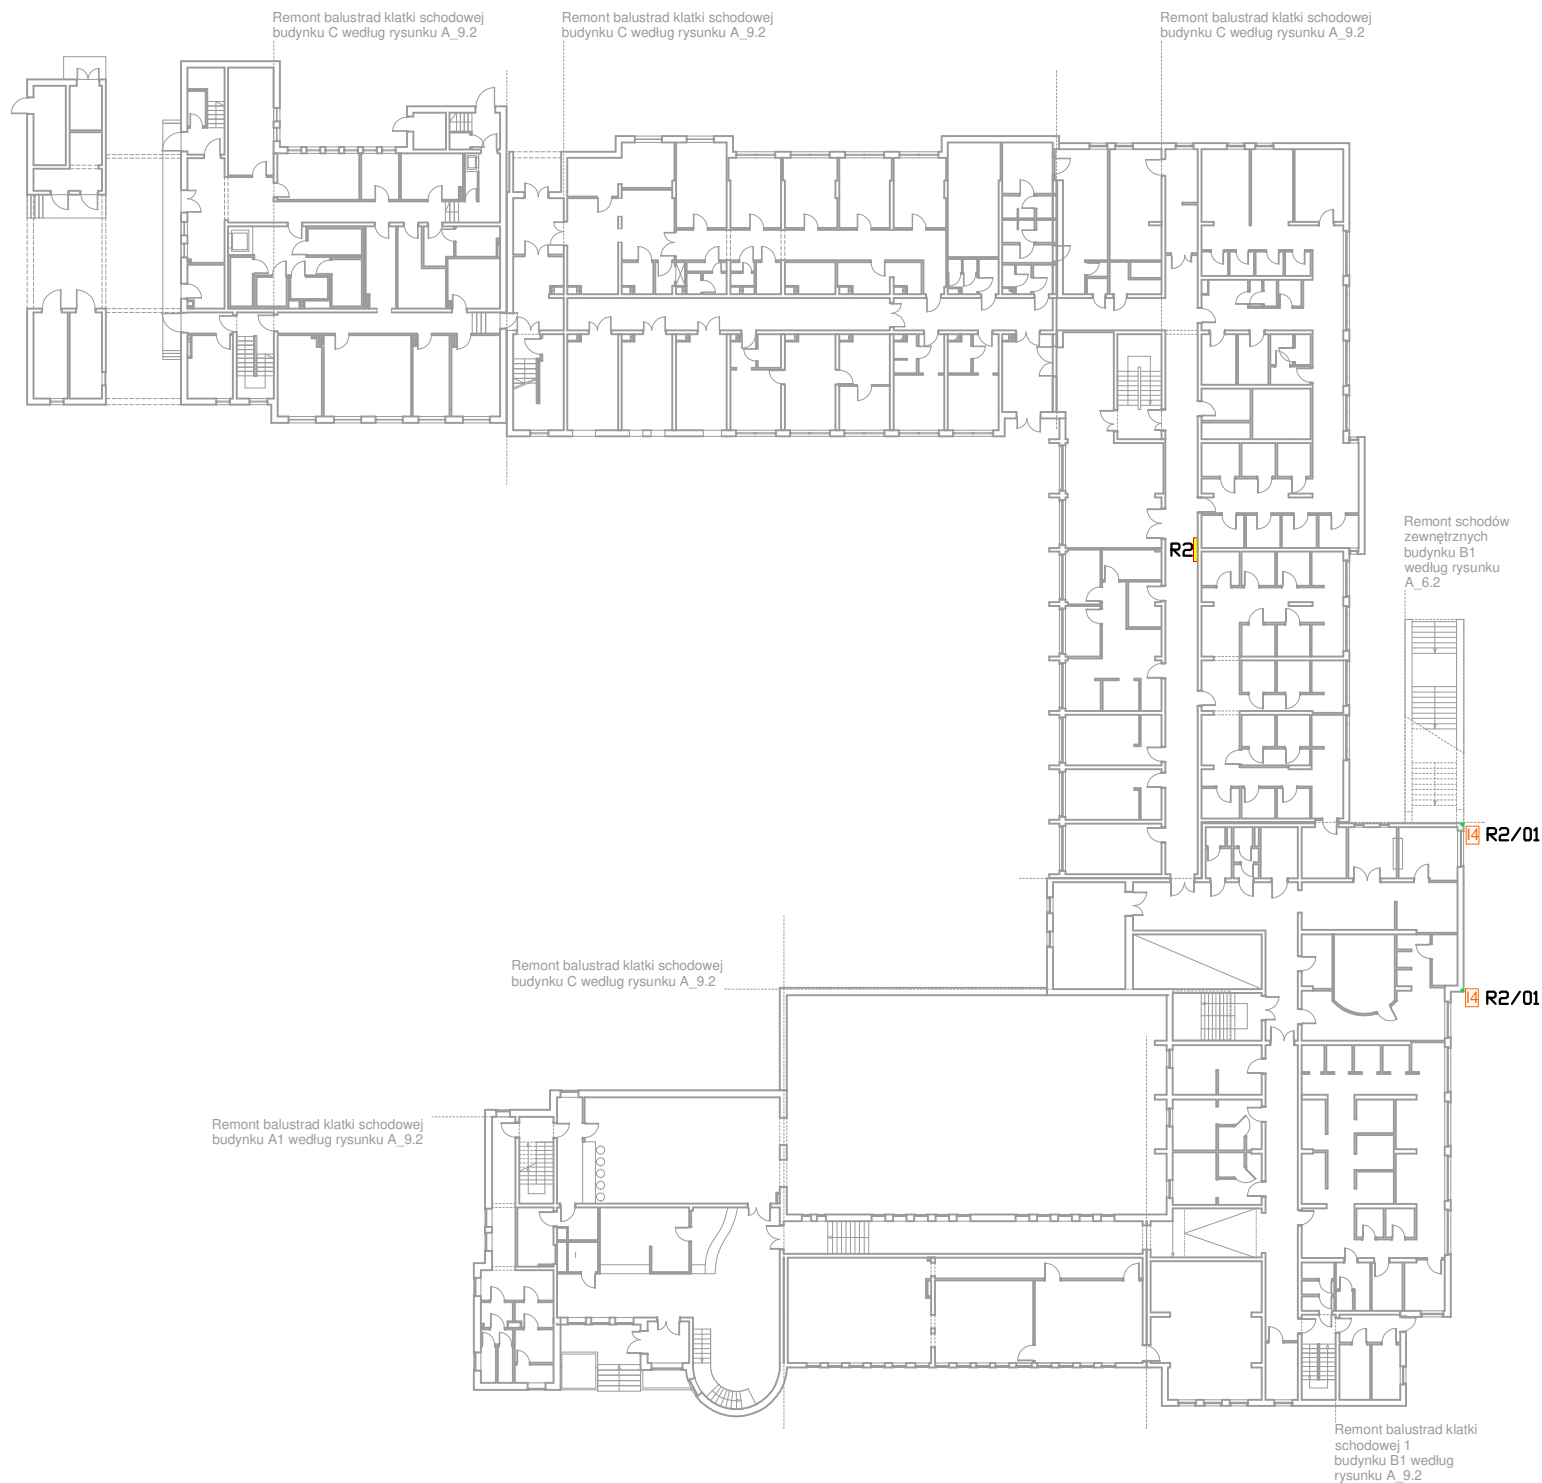 Remont balustrad klatki schodowej
budynku C według rysunku A_9.2
Remont balustrad klatki schodowej
budynku C według rysunku A_9.2
Remont balustrad klatki schodowej
budynku C według rysunku A_9.2
Remont schodów
zewnętrznych
budynku B1
według rysunku
A_6.2
R2
I4 R2/01
Remont balustrad klatki schodowej
budynku C według rysunku A_9.2
I4 R2/01
Remont balustrad klatki schodowej
budynku A1 według rysunku A_9.2
Remont balustrad klatki
schodowej 1
budynku B1 według
rysunku A_9.2